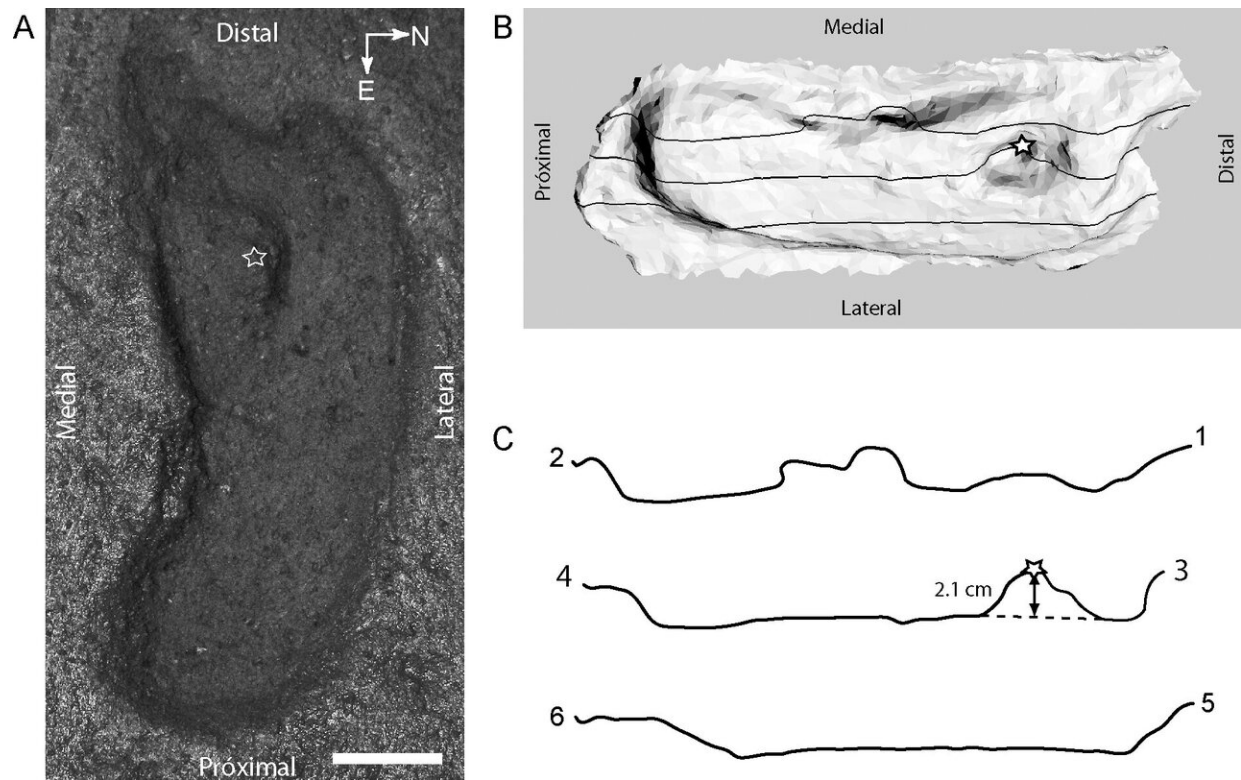 A
Distal
N
E
Medial
Lateral
Próximal
B
Medial
Próximal
Distal
Lateral
C
2
1
4
3
2.1 cm
6
5